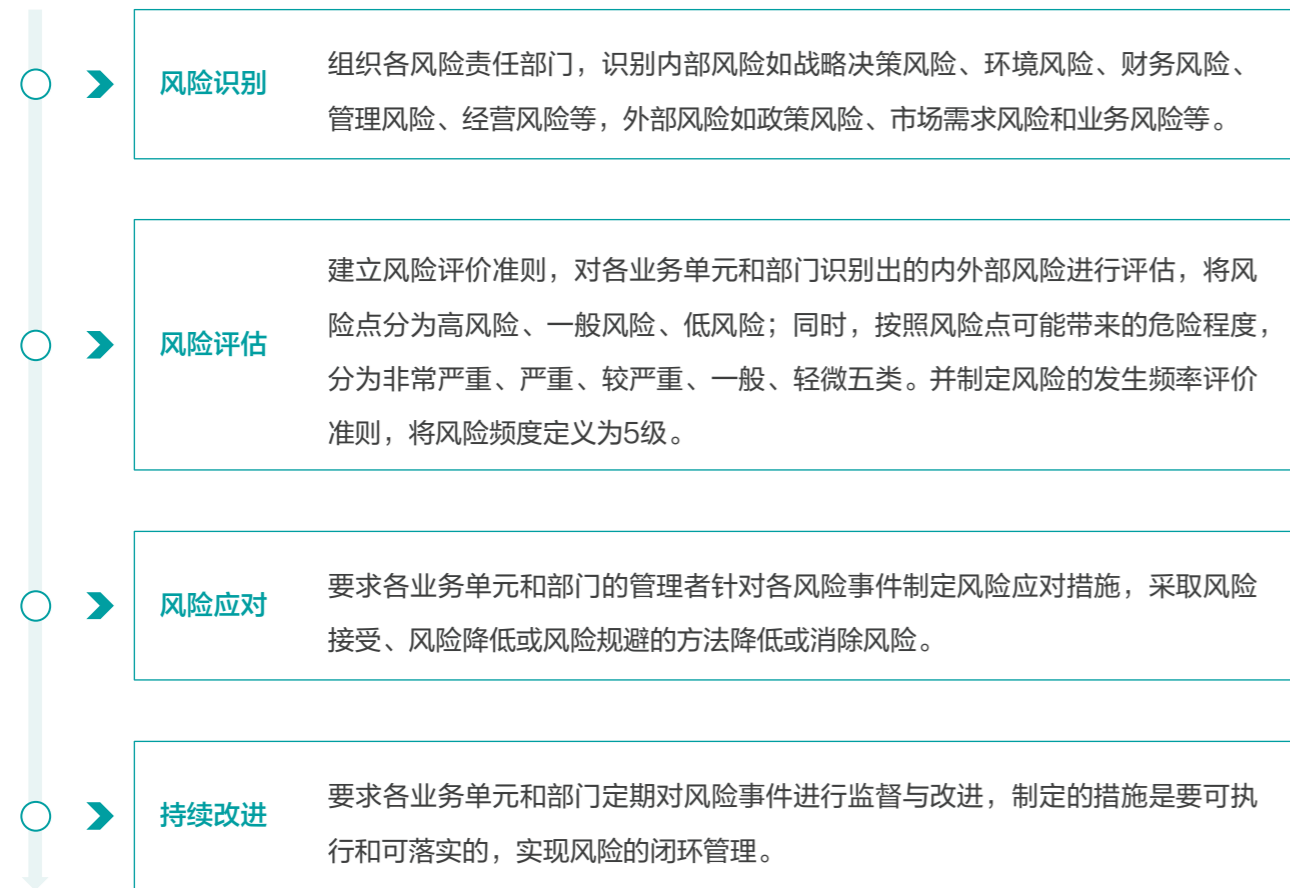 风险识别
组织各风险责任部门，识别内部风险如战略决策风险、环境风险、财务风险、
管理风险、经营风险等，外部风险如政策风险、市场需求风险和业务风险等。
风险评估
建立风险评价准则，对各业务单元和部门识别出的内外部风险进行评估，将风
险点分为高风险、一般风险、低风险；同时，按照风险点可能带来的危险程度，
分为非常严重、严重、较严重、一般、轻微五类。并制定风险的发生频率评价
准则，将风险频度定义为5级。
风险应对
要求各业务单元和部门的管理者针对各风险事件制定风险应对措施，采取风险
接受、风险降低或风险规避的方法降低或消除风险。
持续改进
要求各业务单元和部门定期对风险事件进行监督与改进，制定的措施是要可执
行和可落实的，实现风险的闭环管理。